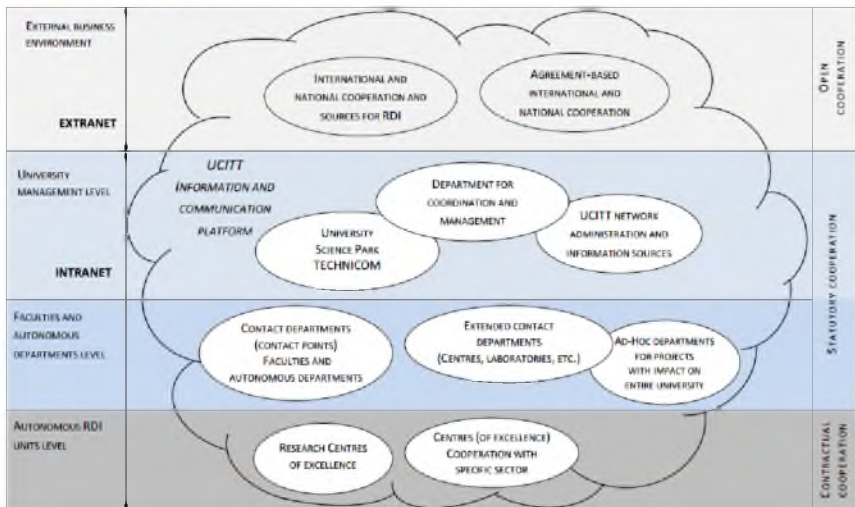 EXTERNAL BUSINESS
ENVIRONMENT
EXTRANET
INTERNATIONAL AND
NATIONAL COOPERATION AND
SOURCES FOR RDI
AGREEMENT-BASED
INTERNATIONAL AND
NATIONAL COOPERATION
OPEN
COOPERATION
UNIVERSITY
MANAGEMENT LEVEL
INTRANET
UCITT
INFORMATION AND
COMMUNICATION
PLATFORM
DEPARTMENT FOR
COORDINATION AND
MANAGEMENT
UNIVERSITY
SCIENCE PARK
TECHNICOM
UCITT NETWORK
ADMINISTRATION AND
INFORMATION SOURCES
STATUTORY COOPERATION
FACULTIES AND
AUTONOMOUS
DEPARTMENTS LEVEL
CONTACT DEPARTMENTS
(CONTACT POINTS)
FACULTIES AND
AUTONOMOUS DEPARTMENTS
EXTENDED CONTACT
DEPARTMENTS
(CENTRES, LABORATORIES, ETC.)
AD-HOC DEPARTMENTS
FOR PROJECTS
WITH IMPACT ON
ENTIRE UNIVERSITY
AUTONOMOUS RDI
UNITS LEVEL
RESEARCH CENTRES
OF EXCELLENCE
CENTRES (OF EXCELLENCE)
COOPERATION WITH
SPECIFIC SECTOR
CONTRACTUAL
COOPERATION